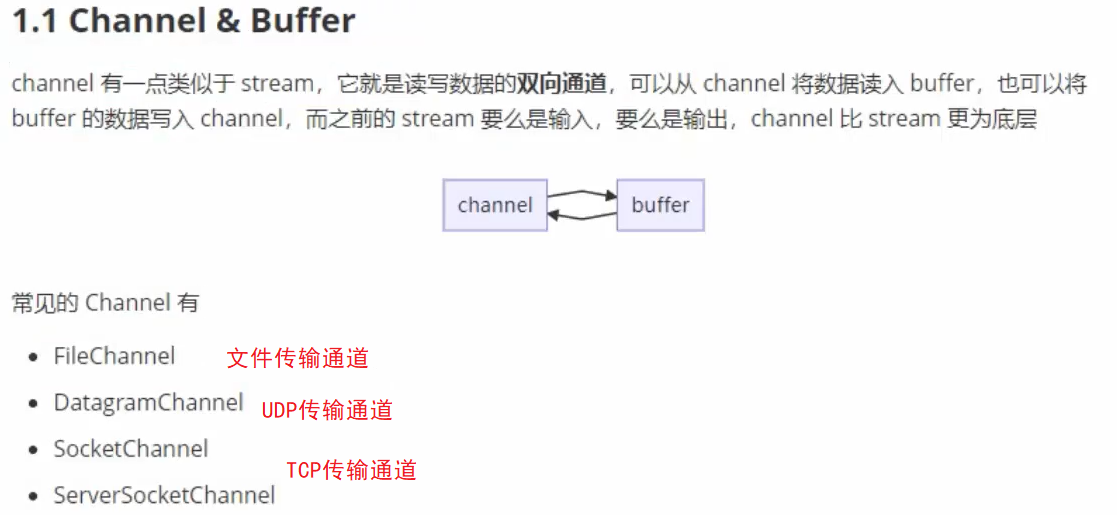 1.1 Channel & Buffer
channel 有一点类似于 stream，它就是读写数据的双向通道，可以从 channel 将数据读入 buffer，也可以将
buffer 的数据写入 channel，而之前的 stream 要么是输入，要么是输出，channel 比 stream 更为底层
channel buffer
常见的 Channel 有
• FileChannel 文件传输通道
• DatagramChannel UDP传输通道
• SocketChannel
TCP传输通道
• ServerSocketChannel